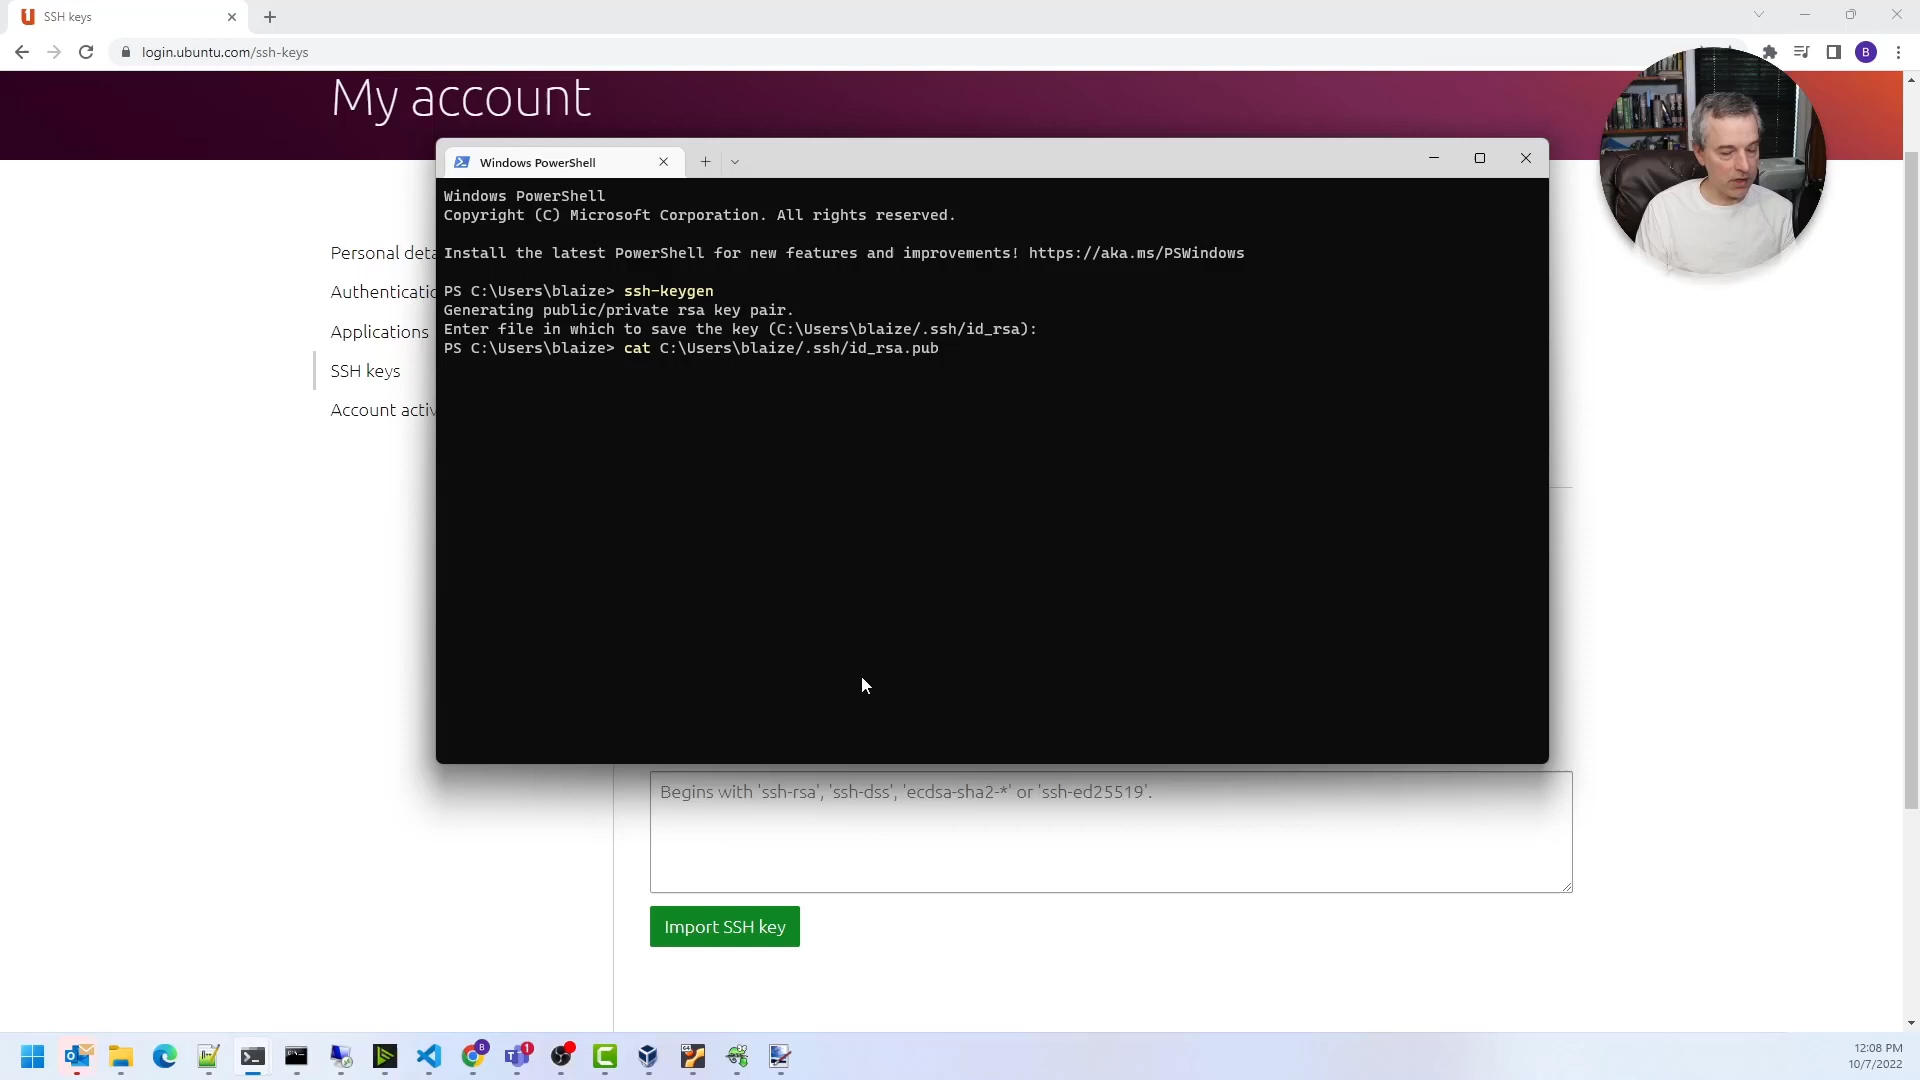 SSH keys
login.ubuntu.com/ssh-keys
B
My account
Windows PowerShell
Windows PowerShell
Copyright (C) Microsoft Corporation. All rights reserved.
Install the latest PowerShell for new features and improvements! https://aka.ms/PSWindows
PS C:\Users\blaize> ssh-keygen
Generating public/private rsa key pair.
Enter file in which to save the key (C:\Users\blaize/.ssh/id_rsa):
PS C:\Users\blaize> cat C:\Users\blaize/.ssh/id_rsa.pub
Personal deta
Authenticatio
Applications
SSH keys
Account activ
Begins with 'ssh-rsa', 'ssh-dss', 'ecdsa-sha2-*' or 'ssh-ed25519'.
Import SSH key
B
1
12:08 PM
10/7/2022